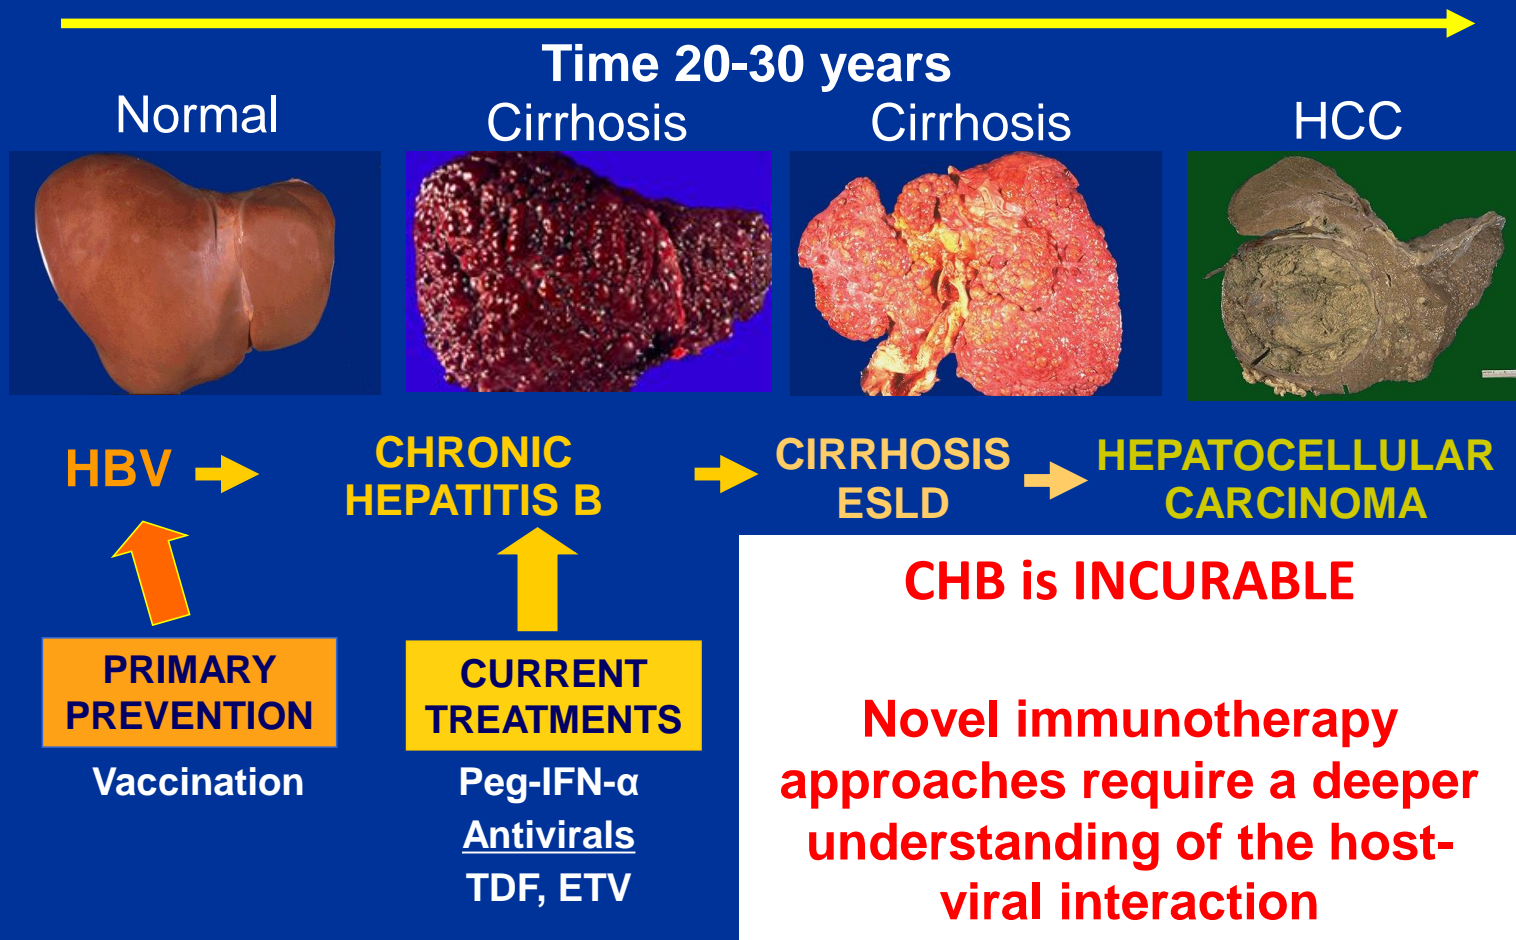 Time 20-30 years
Normal
Cirrhosis
Cirrhosis
HCC
HBV
CHRONIC
HEPATITIS B
CIRRHOSIS
ESLD
HEPATOCELLULAR
CARCINOMA
PRIMARY
PREVENTION
Vaccination
CURRENT
TREATMENTS
Peg-IFN-α
Antivirals
TDF, ETV
CHB is INCURABLE
Novel immunotherapy
approaches require a deeper
understanding of the host-
viral interaction